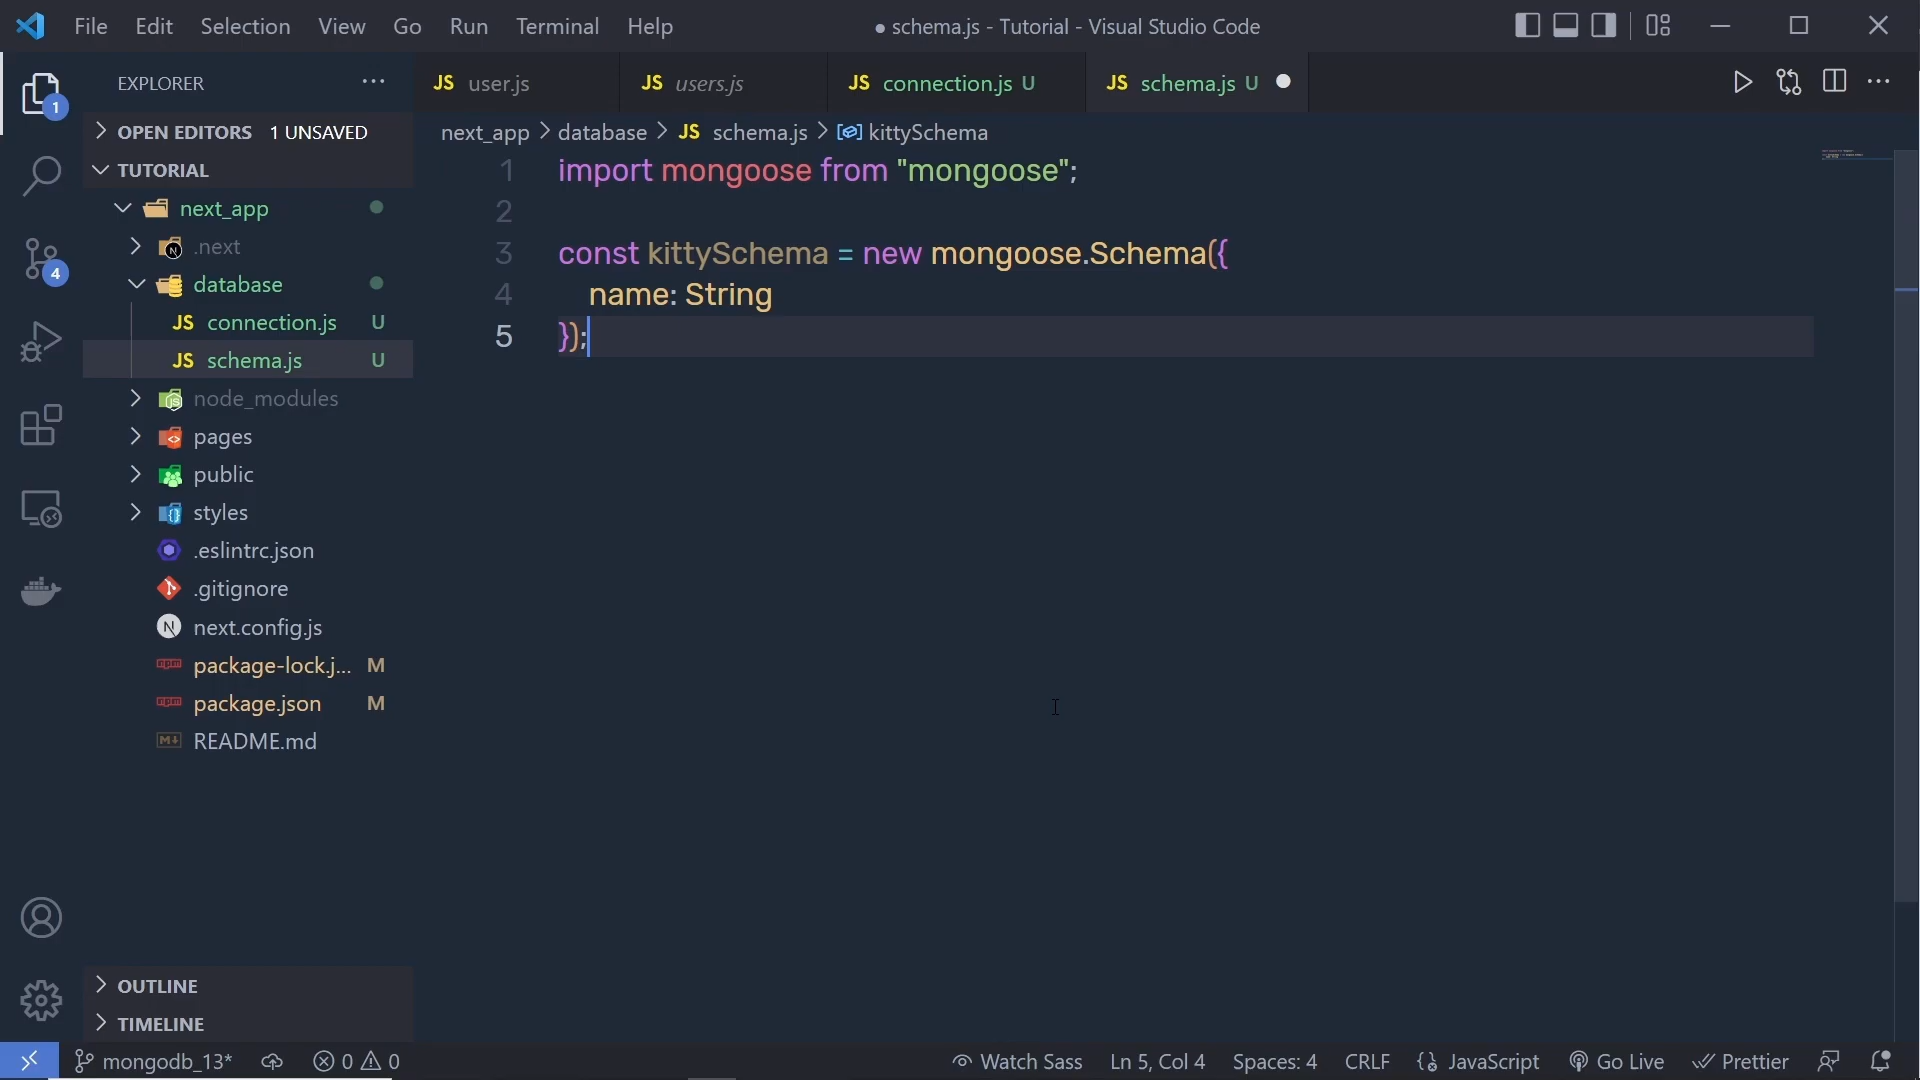 File Edit Selection View Go Run Terminal Help
● schema.js - Tutorial - Visual Studio Code
EXPLORER
JS user.js
JS users.js
JS connection.js U
JS schema.js U
1
OPEN EDITORS 1 UNSAVED
next_app > database > JS schema.js > kittySchema
TUTORIAL
next_app
.next
database
JS connection.js U
JS schema.js U
node_modules
pages
public
styles
.eslintrc.json
.gitignore
next.config.js
package-lock.j... M
package.json M
README.md
4
OUTLINE
TIMELINE
1 import mongoose from "mongoose";
2
3 const kittySchema = new mongoose.Schema({
4 name: String
5 });
mongodb_13* 0 0 Watch Sass Ln 5, Col 4 Spaces: 4 CRLF {} JavaScript Go Live Prettier